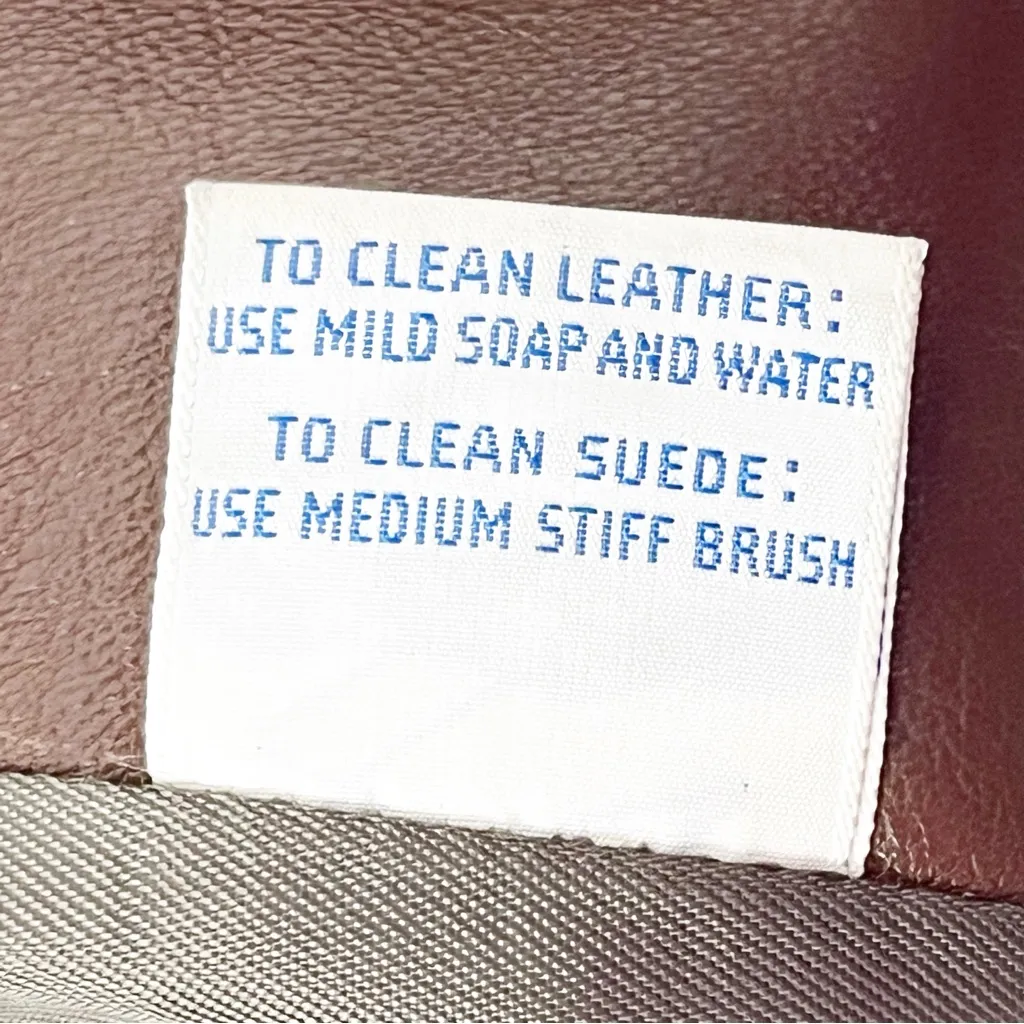 TO CLEAN LEATHER:
USE MILD SOAP AND WATER
TO CLEAN SUEDE:
USE MEDIUM STIFF BRUSH